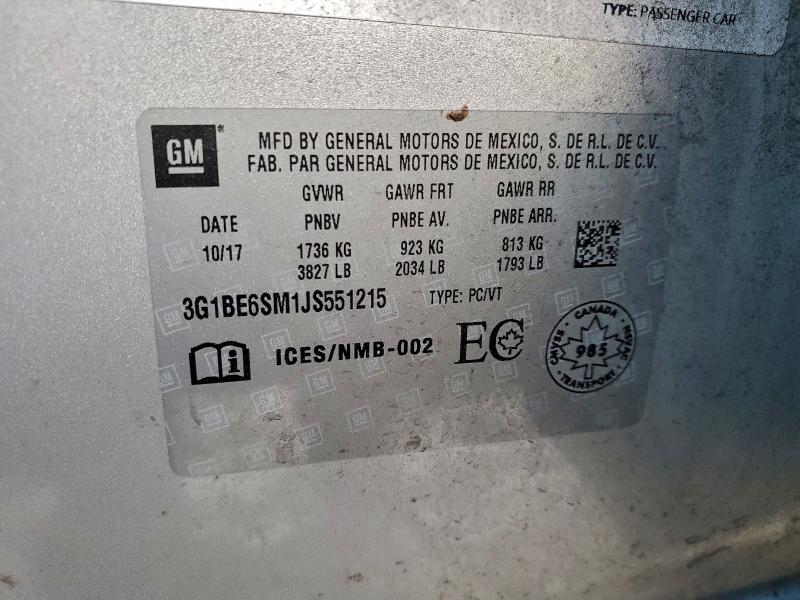 TYPE: PASSENGER CAR
GM
MFD BY GENERAL MOTORS DE MEXICO, S. DE R.L. DE C.V.
FAB. PAR GENERAL MOTORS DE MEXICO, S. DE R.L. DE C.V.
GVWR GAWR FRT GAWR RR
DATE PNBV PNBE AV. PNBE ARR.
10/17 1736 KG 923 KG 813 KG
3827 LB 2034 LB 1793 LB
3G1BE6SM1JS551215 TYPE: PC/VT
i ICES/NMB-002 EC
CANADA
CMVSS 985 NSVAC
TRANSPORT